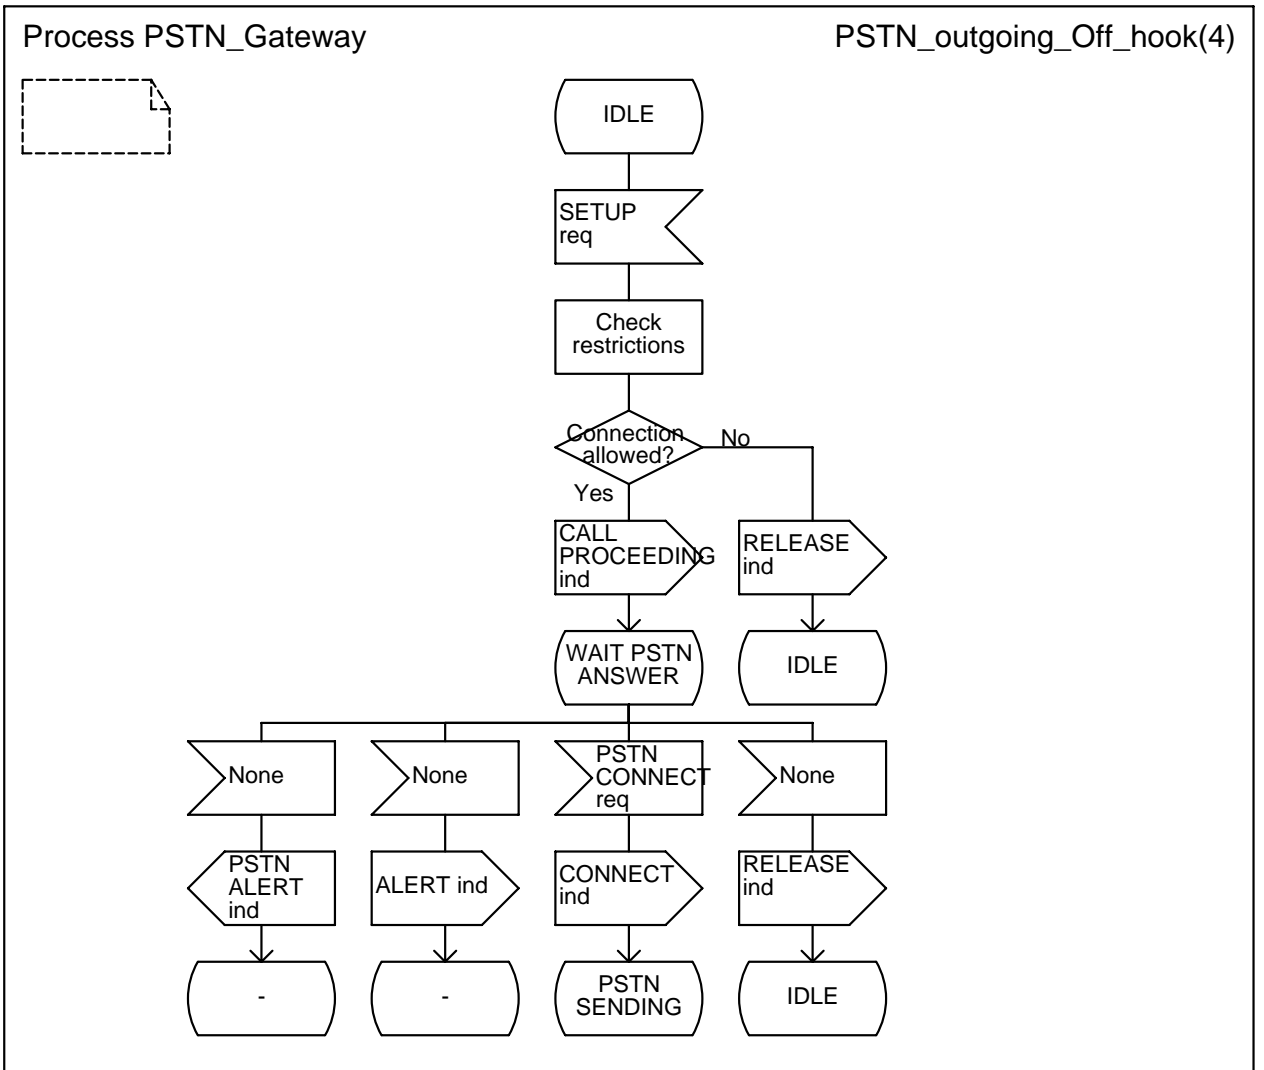 Process PSTN_Gateway
PSTN_outgoing_Off_hook(4)
IDLE
SETUP
req
Check
restrictions
Connection
allowed?
No
Yes
CALL
PROCEEDING
ind
RELEASE
ind
WAIT PSTN
ANSWER
IDLE
None
None
PSTN
CONNECT
req
None
PSTN
ALERT
ind
ALERT ind
CONNECT
ind
RELEASE
ind
-
-
PSTN
SENDING
IDLE